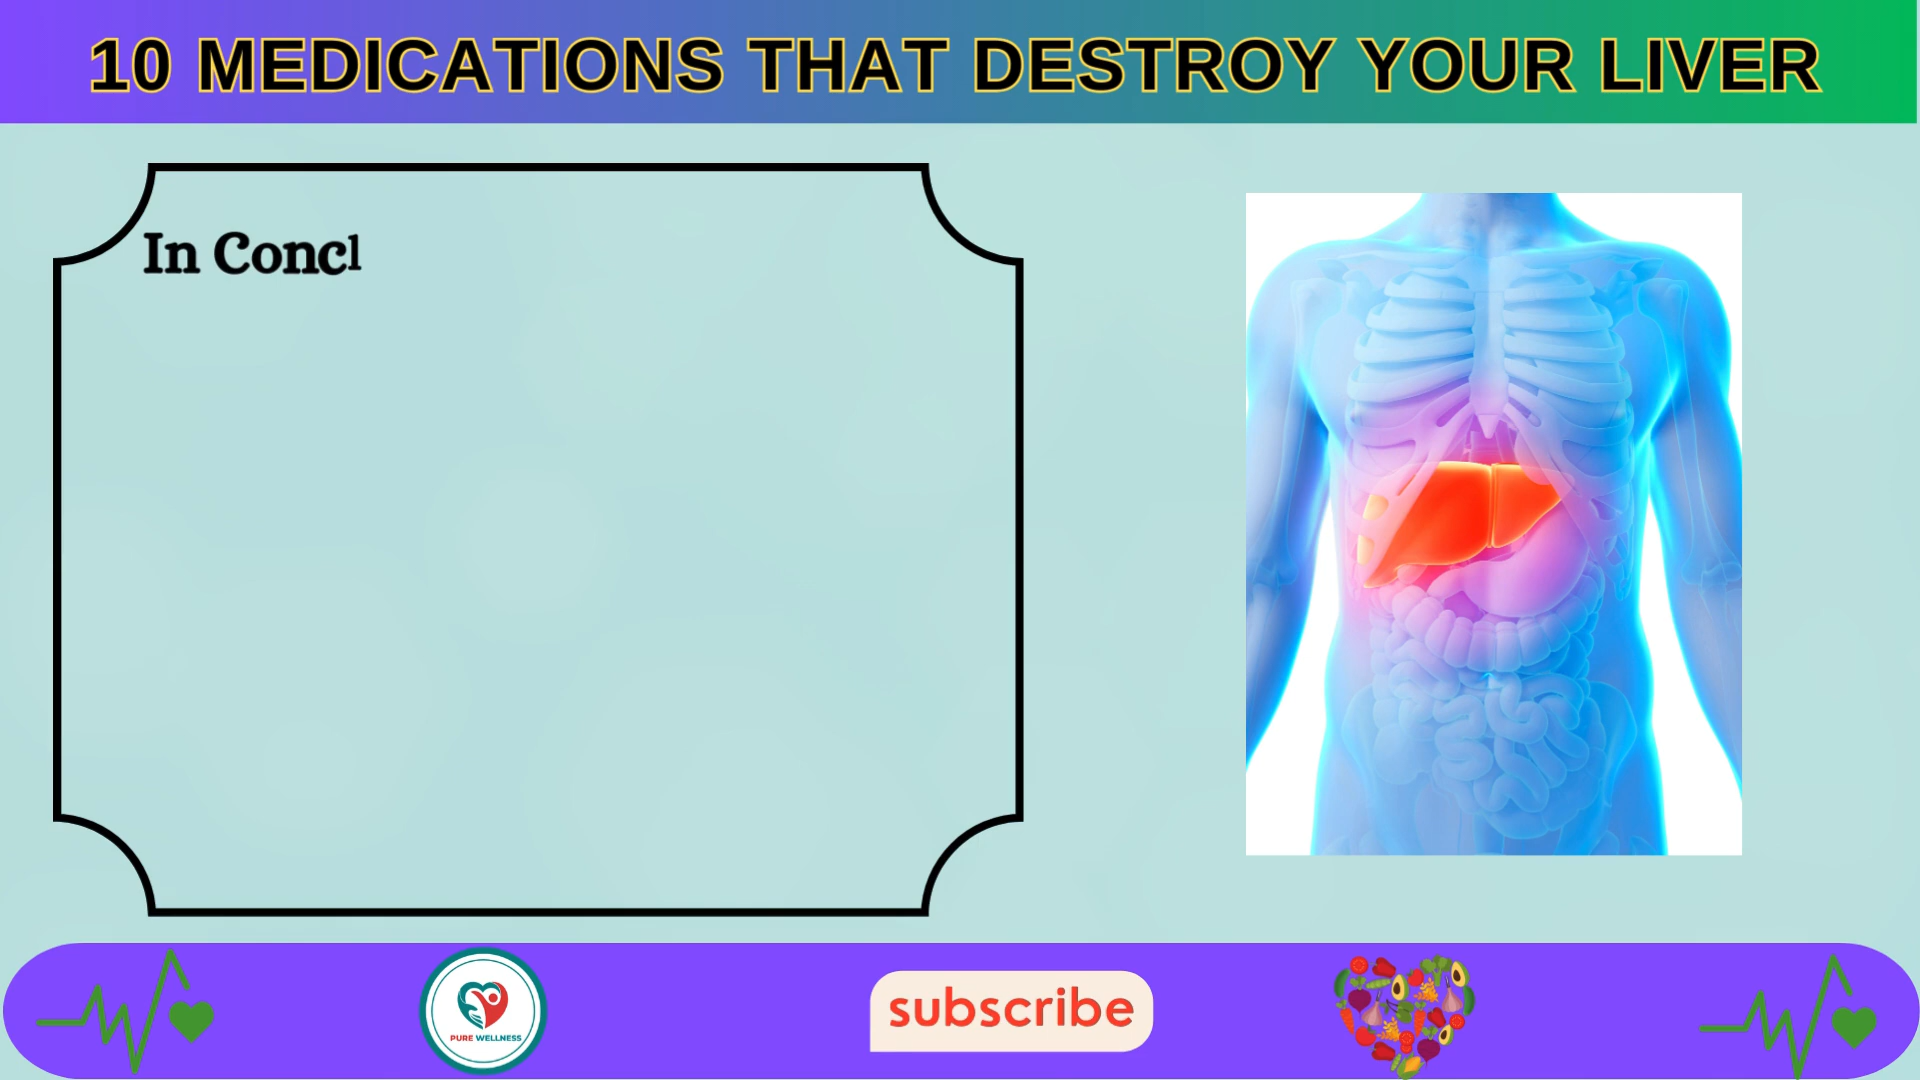 10 MEDICATIONS THAT DESTROY YOUR LIVER
In Concl
PURE WELLNESS
subscribe